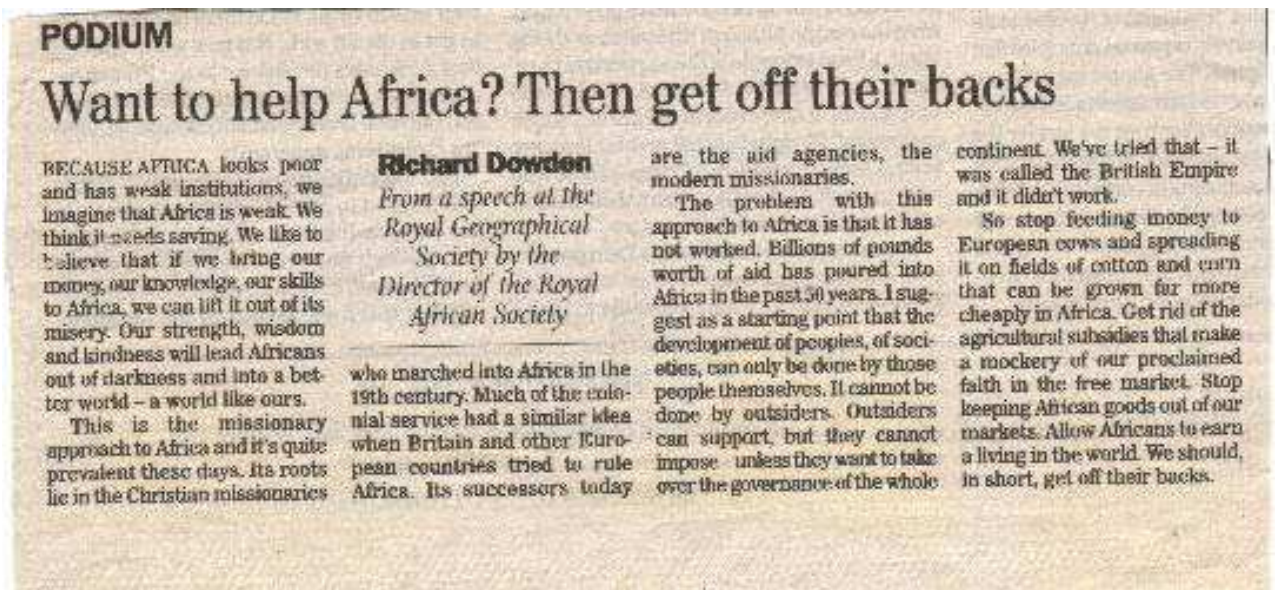 PODIUM
Want to help Africa? Then get off their backs
BECAUSE AFRICA looks poor
and has weak institutions, we
imagine that Africa is weak. We
think it needs saving. We like to
believe that if we bring our
money, our knowledge, our skills
to Africa, we can lift it out of its
misery. Our strength, wisdom
and kindness will lead Africans
out of darkness and into a bet-
ter world – a world like ours.
This is the missionary
approach to Africa and it's quite
prevalent these days. Its roots
lie in the Christian missionaries
Richard Dowden
From a speech at the
Royal Geographical
Society by the
Director of the Royal
African Society
who marched into Africa in the
19th century. Much of the colo-
nial service had a similar idea
when Britain and other Euro-
pean countries tried to rule
Africa. Its successors today
are the aid agencies, the
modern missionaries.
The problem with this
approach to Africa is that it has
not worked. Billions of pounds
worth of aid has poured into
Africa in the past 50 years. I sug-
gest as a starting point that the
development of peoples, of soci-
eties, can only be done by those
people themselves. It cannot be
done by outsiders. Outsiders
can support, but they cannot
impose unless they want to take
over the governance of the whole
continent. We've tried that – it
was called the British Empire
and it didn't work.
So stop feeding money to
European cows and spreading
it on fields of cotton and corn
that can be grown far more
cheaply in Africa. Get rid of the
agricultural subsidies that make
a mockery of our proclaimed
faith in the free market. Stop
keeping African goods out of our
markets. Allow Africans to earn
a living in the world. We should,
in short, get off their backs.